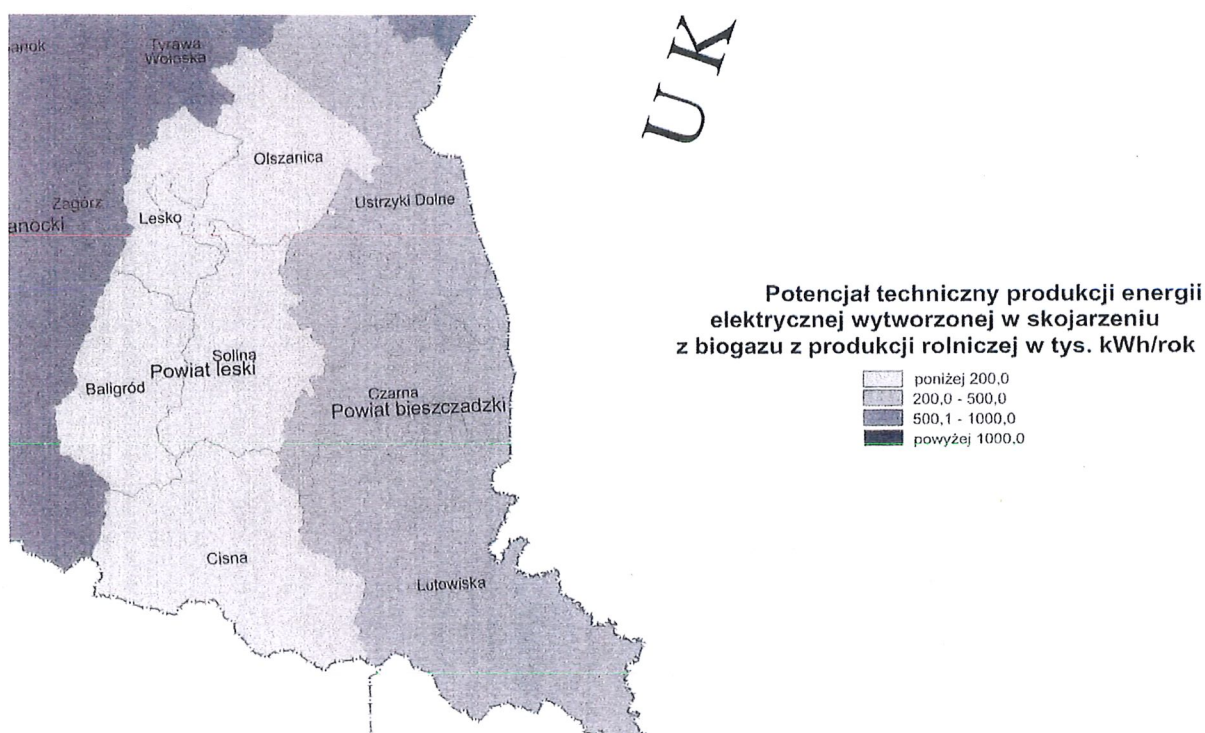 anok
Tyrawa
Wołoska
U K
Olszanica
Zagórz
anocki
Lesko
Ustrzyki Dolne
Potencjał techniczny produkcji energii
elektrycznej wytworzonej w skojarzeniu
z biogazu z produkcji rolniczej w tys. kWh/rok
Solina
Powiat leski
Baligród
Czarna
Powiat bieszczadzki
poniżej 200,0
200,0 - 500,0
500,1 - 1000,0
powyżej 1000,0
Cisna
Lutowiska